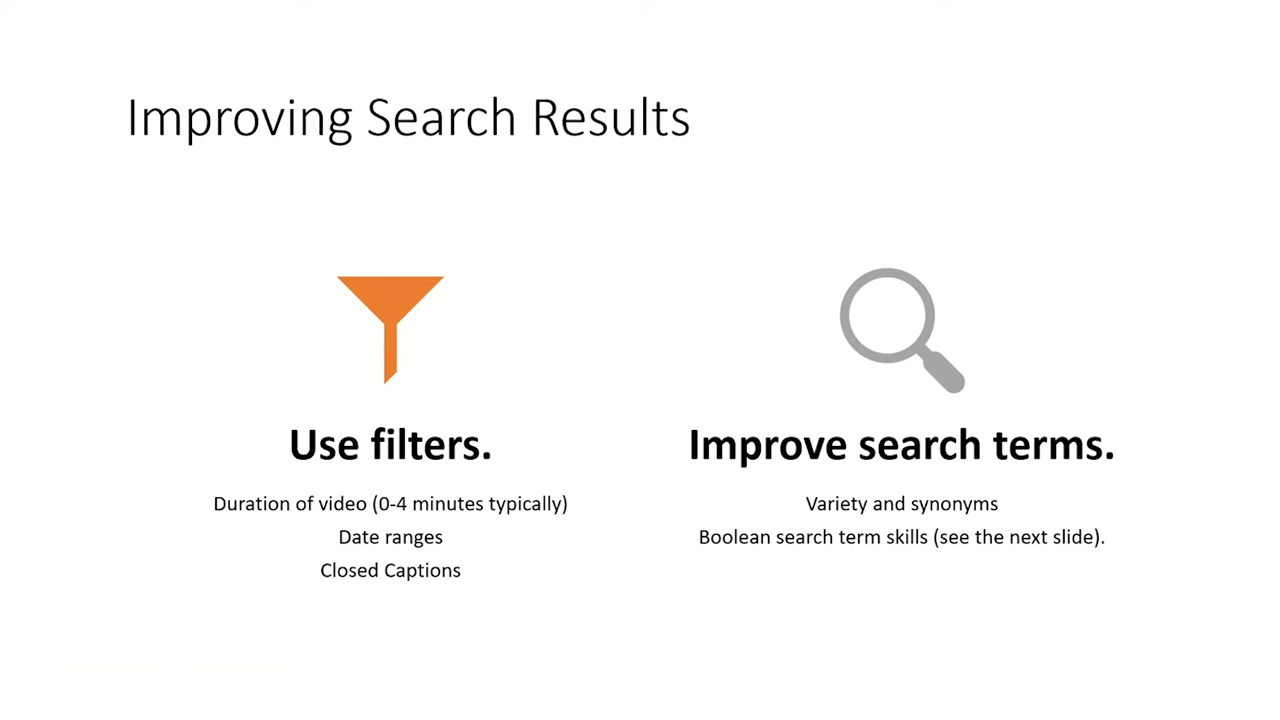 Improving Search Results
Use filters.
Duration of video (0-4 minutes typically)
Date ranges
Closed Captions
Improve search terms.
Variety and synonyms
Boolean search term skills (see the next slide).